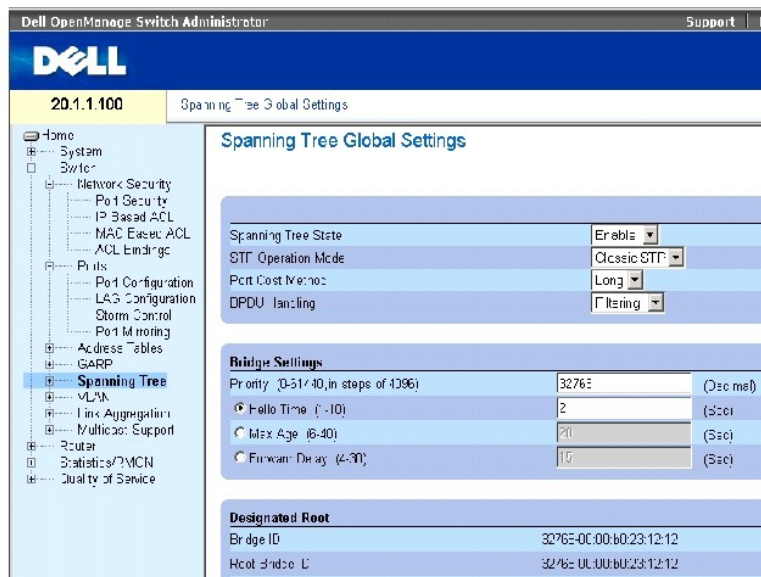 Dell OpenManage Switch Administrator
Support
DELL
20.1.1.100
Spanning Tree Global Settings
Home
System
Switch
Network Security
Port Security
IP Based ACL
MAC Based ACL
ACL Bindings
Ports
Port Configuration
LAG Configuration
Storm Control
Port Mirroring
Address Tables
GARP
Spanning Tree
VLAN
Link Aggregation
Multicast Support
Router
Statistics/RMON
Quality of Service
Spanning Tree Global Settings
Spanning Tree State Enable
STP Operation Mode Classic STP
Port Cost Method Long
BPDU Handling Filtering
Bridge Settings
Priority (0-61440,in steps of 4096) 32768 (Decimal)
Hello Time (1-10) 2 (Sec)
Max Age (6-40) 20 (Sec)
Forward Delay (4-30) 15 (Sec)
Designated Root
Bridge ID 32768-00:00:b0:23:12:12
Root Bridge ID 32768-00:00:b0:23:12:12